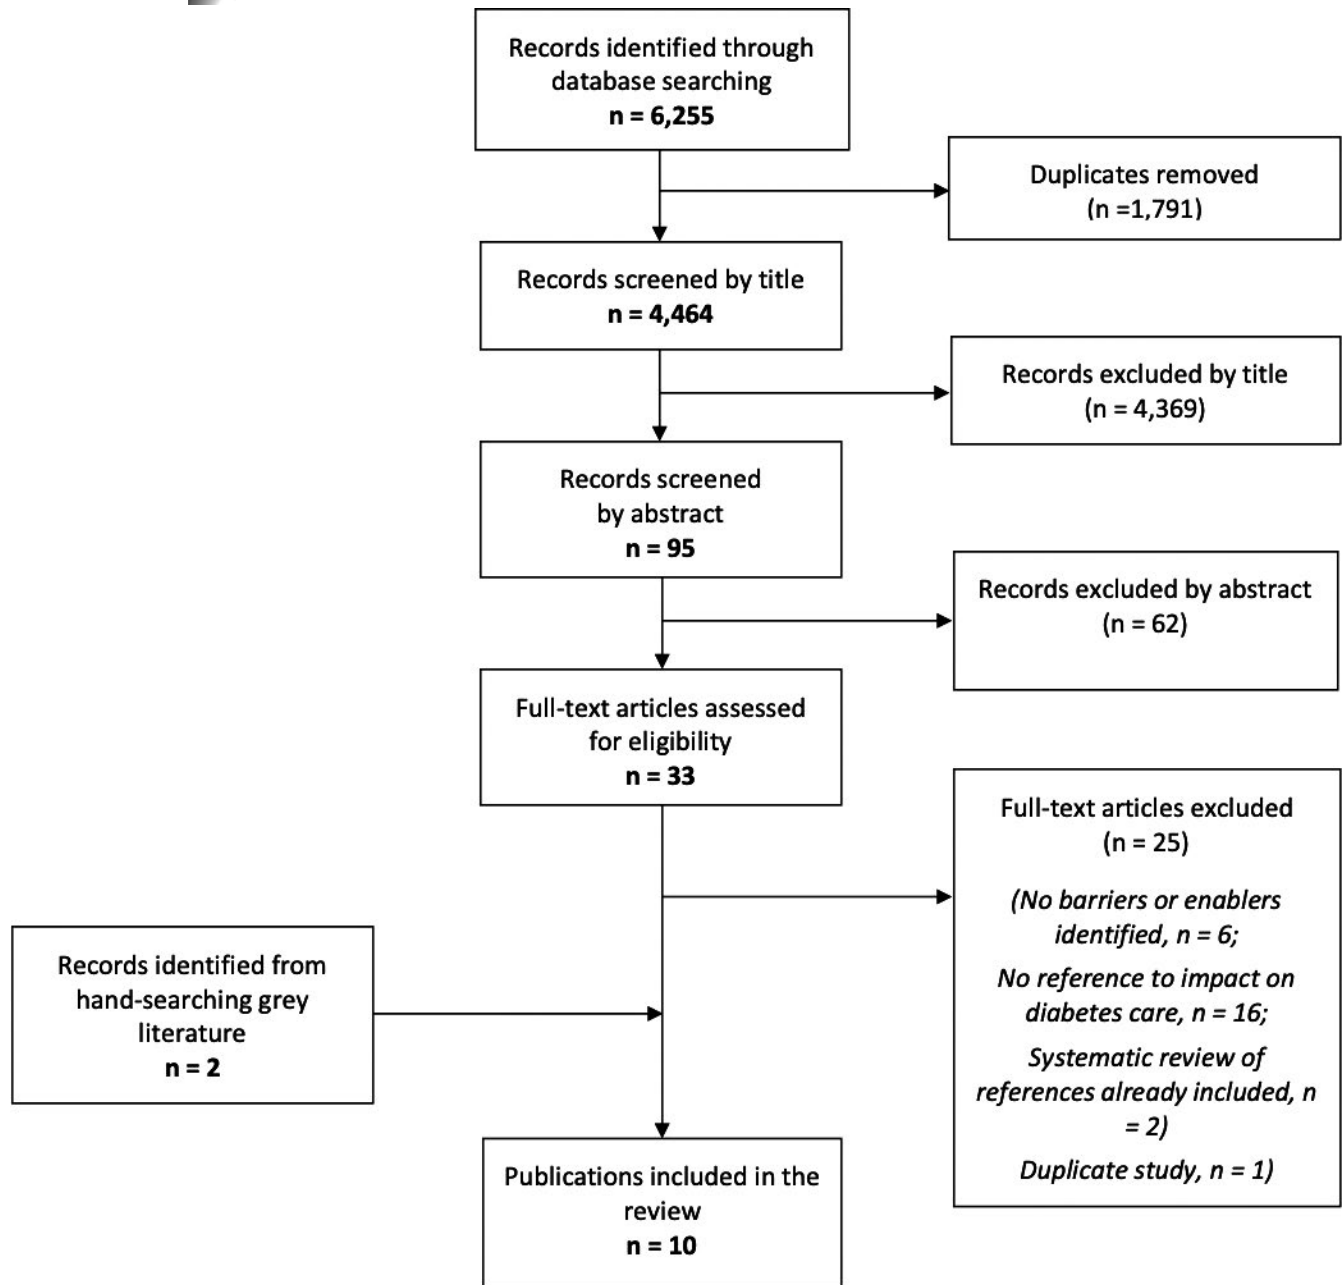 Records identified through
database searching
n = 6,255
Duplicates removed
(n =1,791)
Records screened by title
n = 4,464
Records excluded by title
(n = 4,369)
Records screened
by abstract
n = 95
Records excluded by abstract
(n = 62)
Full-text articles assessed
for eligibility
n = 33
Full-text articles excluded
(n = 25)
(No barriers or enablers
identified, n = 6;
No reference to impact on
diabetes care, n = 16;
Systematic review of
references already included, n
= 2)
Duplicate study, n = 1)
Records identified from
hand-searching grey
literature
n = 2
Publications included in the
review
n = 10